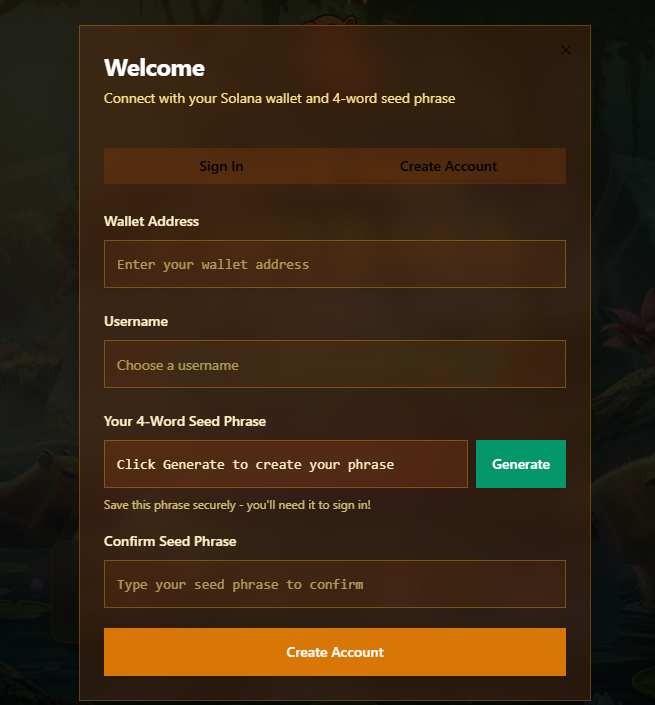 Welcome
Connect with your Solana wallet and 4-word seed phrase
Sign In
Create Account
Wallet Address
Enter your wallet address
Username
Choose a username
Your 4-Word Seed Phrase
Click Generate to create your phrase
Generate
Save this phrase securely - you'll need it to sign in!
Confirm Seed Phrase
Type your seed phrase to confirm
Create Account